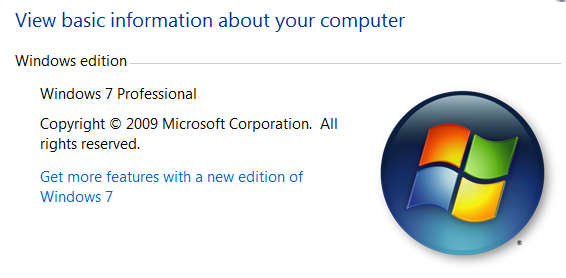 View basic information about your computer
Windows edition
Windows 7 Professional
Copyright © 2009 Microsoft Corporation.  All
rights reserved.
Get more features with a new edition of
Windows 7
®